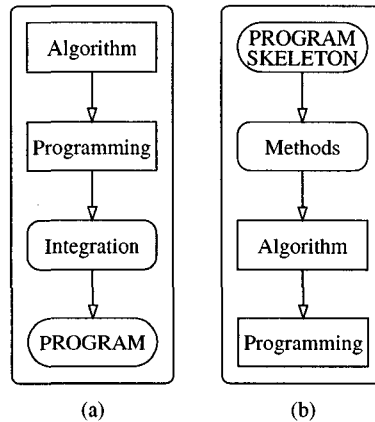 Algorithm
Programming
Integration
PROGRAM
(a)
PROGRAM
SKELETON
Methods
Algorithm
Programming
(b)